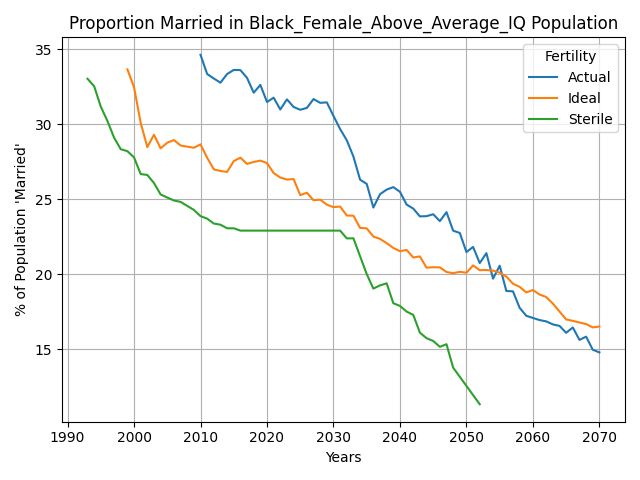 Proportion Married in Black_Female_Above_Average_IQ Population
% of Population 'Married'
35
30
25
20
15
Fertility
Actual
Ideal
Sterile
1990
2000
2010
2020
2030
2040
2050
2060
2070
Years